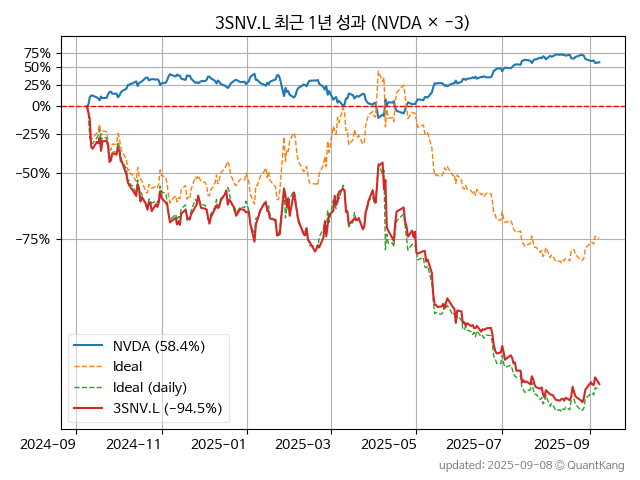 3SNV.L 최근 1년 성과 (NVDA × −3)
75%
50%
25%
0%
−25%
−50%
−75%
NVDA (58.4%)
Ideal
Ideal (daily)
3SNV.L (−94.5%)
2024−09 2024−11 2025−01 2025−03 2025−05 2025−07 2025−09
updated: 2025−09−08 © QuantKang